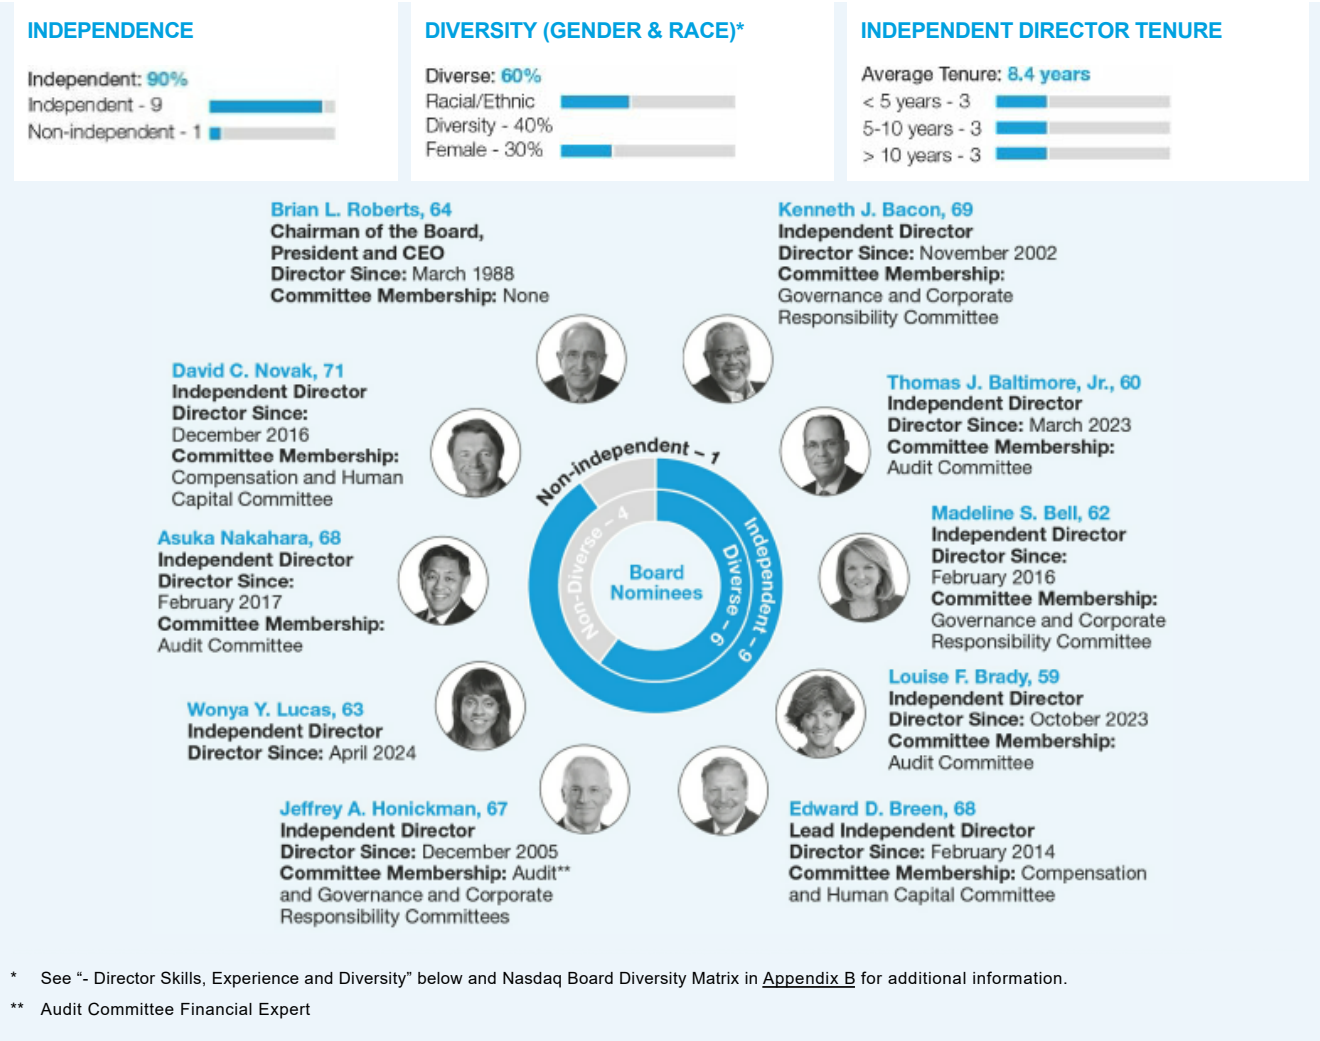 INDEPENDENCE
Independent: 90%
Independent - 9
Non-independent - 1
DIVERSITY (GENDER & RACE)*
Diverse: 60%
Racial/Ethnic
Diversity - 40%
Female - 30%
INDEPENDENT DIRECTOR TENURE
Average Tenure: 8.4 years
< 5 years - 3
5-10 years - 3
> 10 years - 3
Brian L. Roberts, 64
Chairman of the Board,
President and CEO
Director Since: March 1988
Committee Membership: None
Kenneth J. Bacon, 69
Independent Director
Director Since: November 2002
Committee Membership:
Governance and Corporate
Responsibility Committee
David C. Novak, 71
Independent Director
Director Since:
December 2016
Committee Membership:
Compensation and Human
Capital Committee
Thomas J. Baltimore, Jr., 60
Independent Director
Director Since: March 2023
Committee Membership:
Audit Committee
Non-independent – 1
Independent – 9
Non-Diverse – 4
Diverse – 6
Board
Nominees
Asuka Nakahara, 68
Independent Director
Director Since:
February 2017
Committee Membership:
Audit Committee
Madeline S. Bell, 62
Independent Director
Director Since:
February 2016
Committee Membership:
Governance and Corporate
Responsibility Committee
Wonya Y. Lucas, 63
Independent Director
Director Since: April 2024
Louise F. Brady, 59
Independent Director
Director Since: October 2023
Committee Membership:
Audit Committee
Jeffrey A. Honickman, 67
Independent Director
Director Since: December 2005
Committee Membership: Audit**
and Governance and Corporate
Responsibility Committees
Edward D. Breen, 68
Lead Independent Director
Director Since: February 2014
Committee Membership: Compensation
and Human Capital Committee
* See “- Director Skills, Experience and Diversity” below and Nasdaq Board Diversity Matrix in Appendix B for additional information.
** Audit Committee Financial Expert